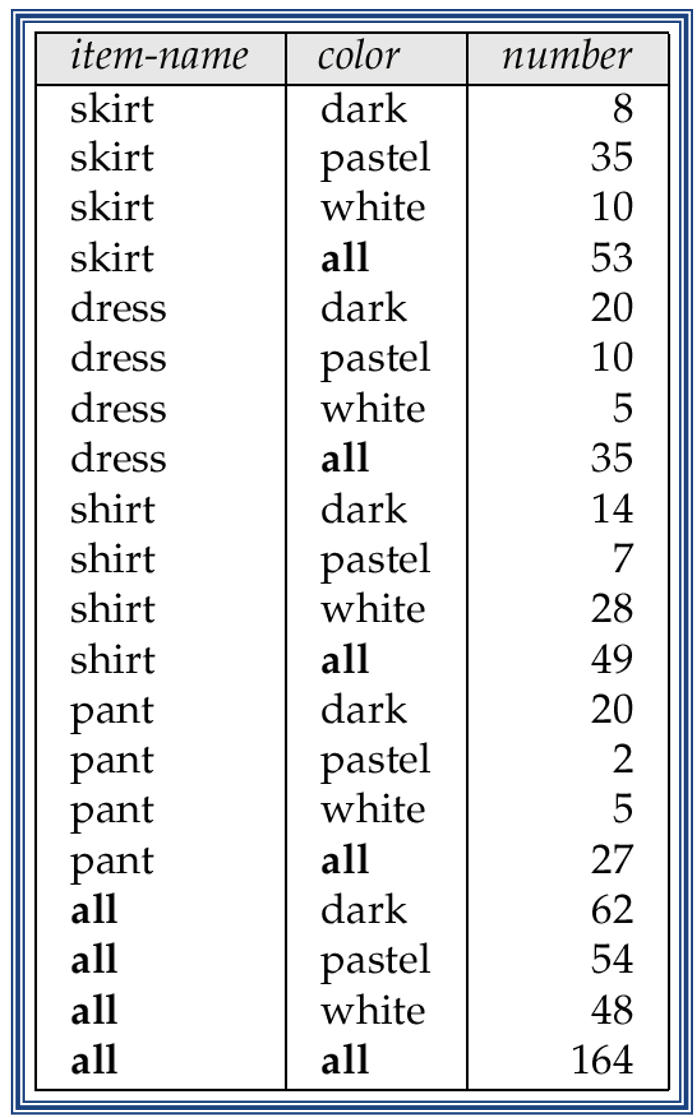 item-name color number
skirt dark 8
skirt pastel 35
skirt white 10
skirt all 53
dress dark 20
dress pastel 10
dress white 5
dress all 35
shirt dark 14
shirt pastel 7
shirt white 28
shirt all 49
pant dark 20
pant pastel 2
pant white 5
pant all 27
all dark 62
all pastel 54
all white 48
all all 164